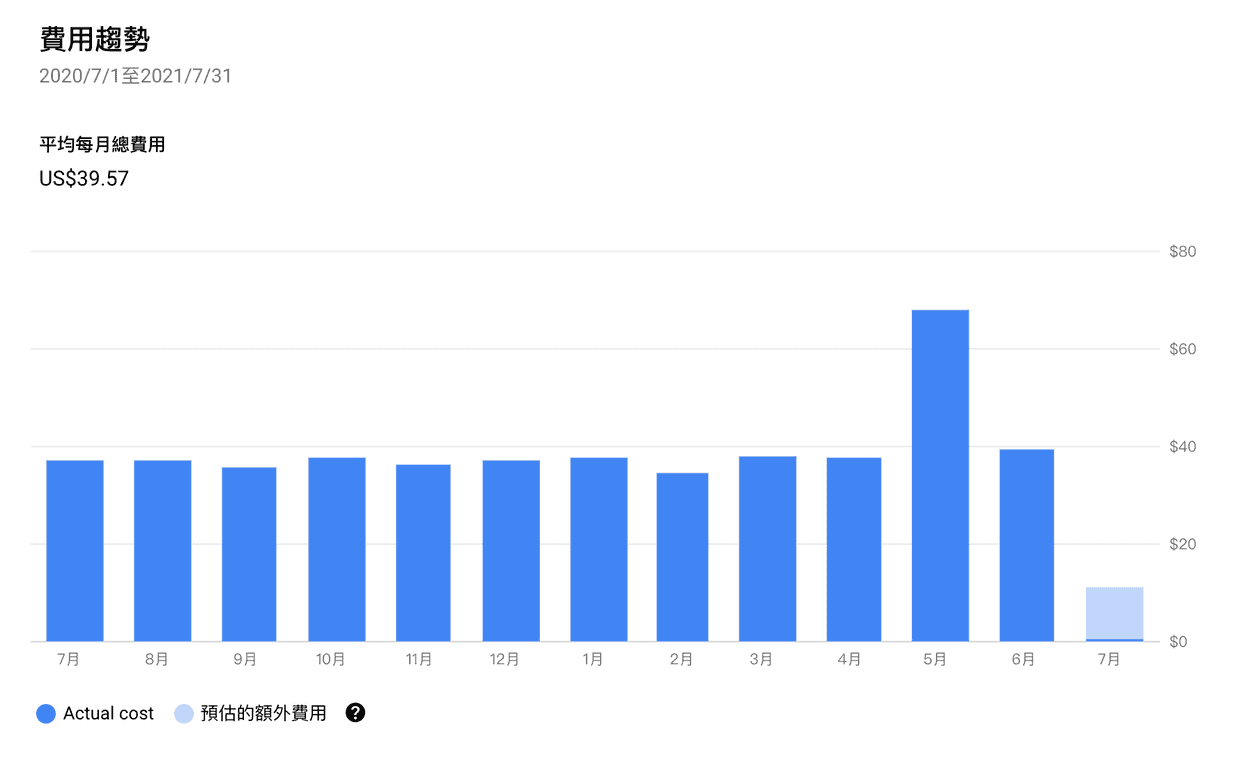 費用趨勢
2020/7/1至2021/7/31
平均每月總費用
US$39.57
$80
$60
$40
$20
$0
7月 8月 9月 10月 11月 12月 1月 2月 3月 4月 5月 6月 7月
Actual cost 預估的額外費用 ?